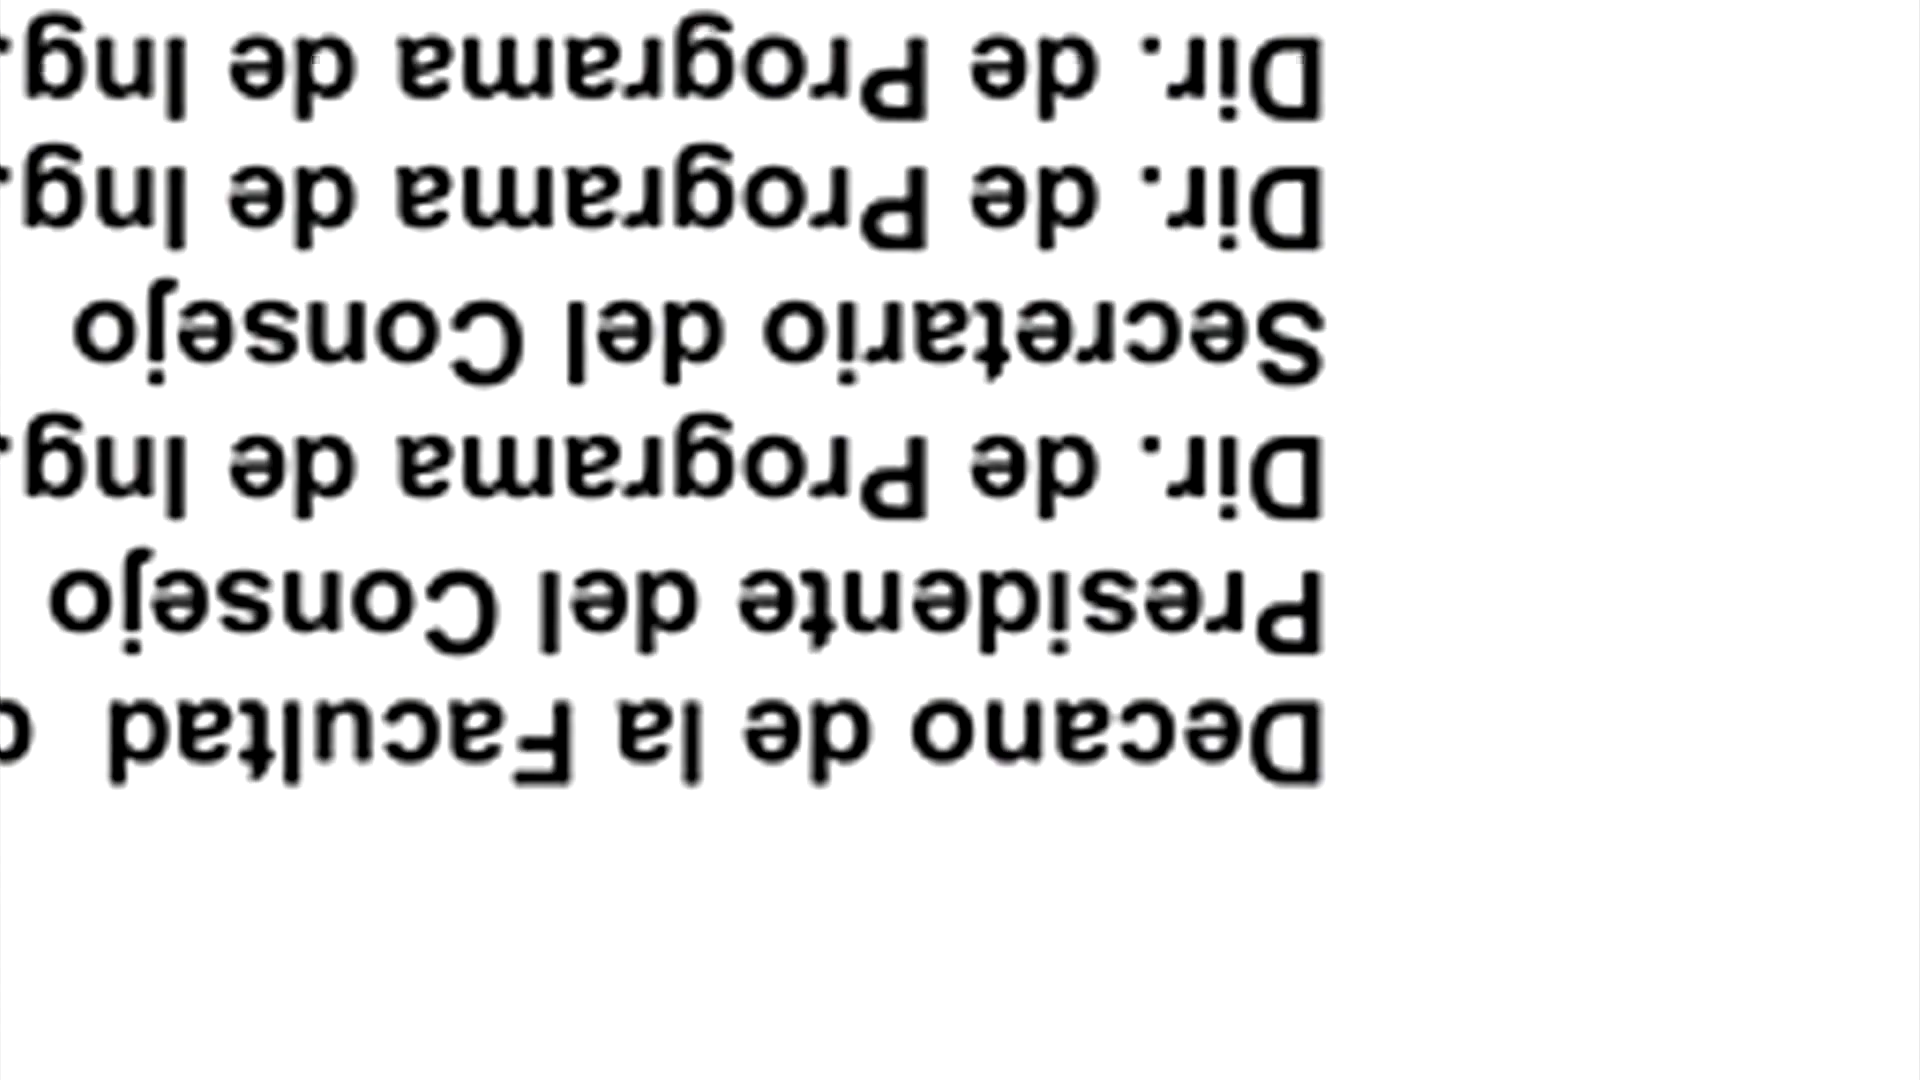 Decano de la Facultad
Presidente del Consejo
Dir. de Programa de Ing.
Secretario del Consejo
Dir. de Programa de Ing.
Dir. de Programa de Ing.